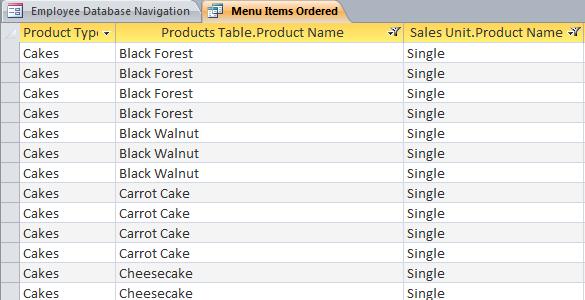 Employee Database Navigation Menu Items Ordered
Product Type Products Table.Product Name Sales Unit.Product Name
Cakes Black Forest Single
Cakes Black Forest Single
Cakes Black Forest Single
Cakes Black Forest Single
Cakes Black Walnut Single
Cakes Black Walnut Single
Cakes Black Walnut Single
Cakes Carrot Cake Single
Cakes Carrot Cake Single
Cakes Carrot Cake Single
Cakes Carrot Cake Single
Cakes Cheesecake Single
Cakes Cheesecake Single